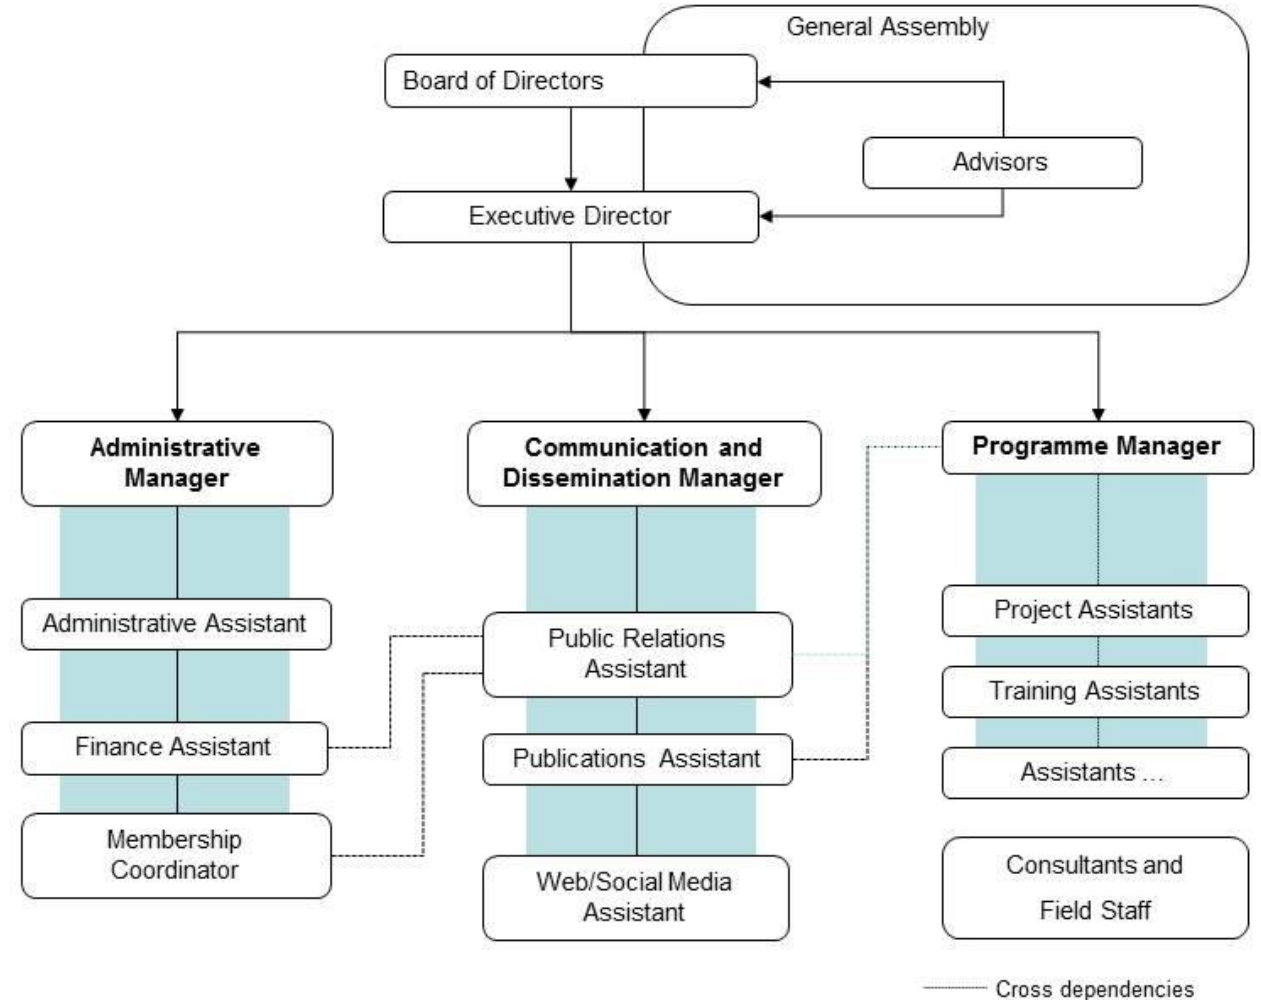 General Assembly
Board of Directors
Advisors
Executive Director
Administrative
Manager
Communication and
Dissemination Manager
Programme Manager
Administrative Assistant
Finance Assistant
Membership
Coordinator
Public Relations
Assistant
Publications Assistant
Web/Social Media
Assistant
Project Assistants
Training Assistants
Assistants ...
Consultants and
Field Staff
Cross dependencies